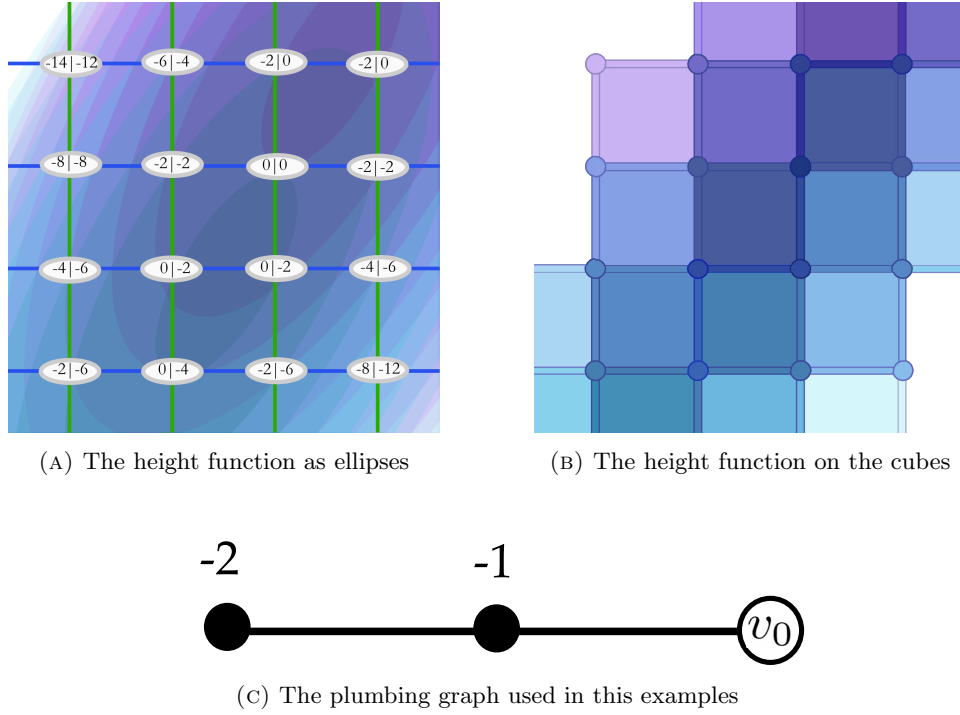 -14|-12 -6|-4 -2|0 -2|0
-8|-8 -2|-2 0|0 -2|-2
-4|-6 0|-2 0|-2 -4|-6
-2|-6 0|-4 -2|-6 -8|-12
(A) The height function as ellipses
(B) The height function on the cubes
-2 -1
v₀
(C) The plumbing graph used in this examples